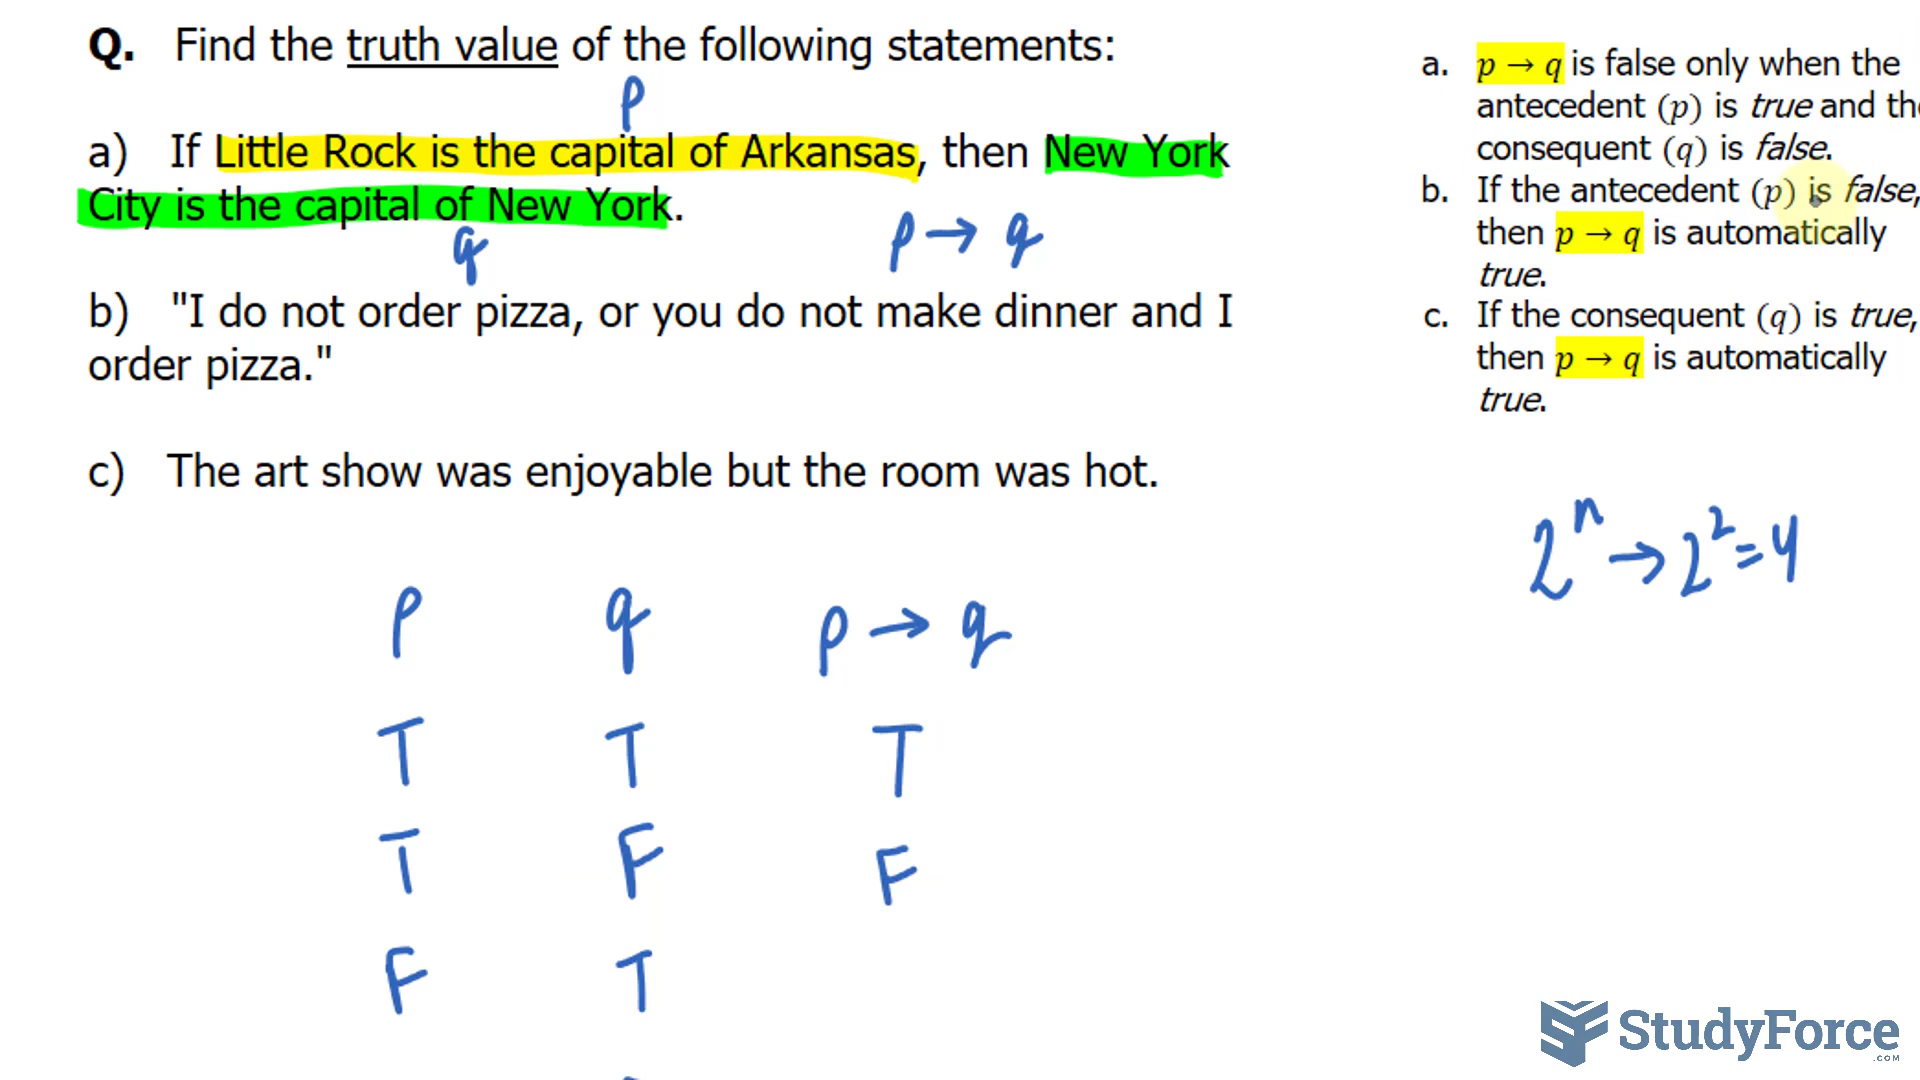 Q. Find the truth value of the following statements:
p
a) If Little Rock is the capital of Arkansas, then New York
City is the capital of New York.
q
p → q
b) "I do not order pizza, or you do not make dinner and I
order pizza."
c) The art show was enjoyable but the room was hot.
a. p → q is false only when the
antecedent (p) is true and the
consequent (q) is false.
b. If the antecedent (p) is false,
then p → q is automatically
true.
c. If the consequent (q) is true,
then p → q is automatically
true.
2ⁿ → 2² = 4
p q p → q
T T T
T F F
F T
StudyForce
.COM